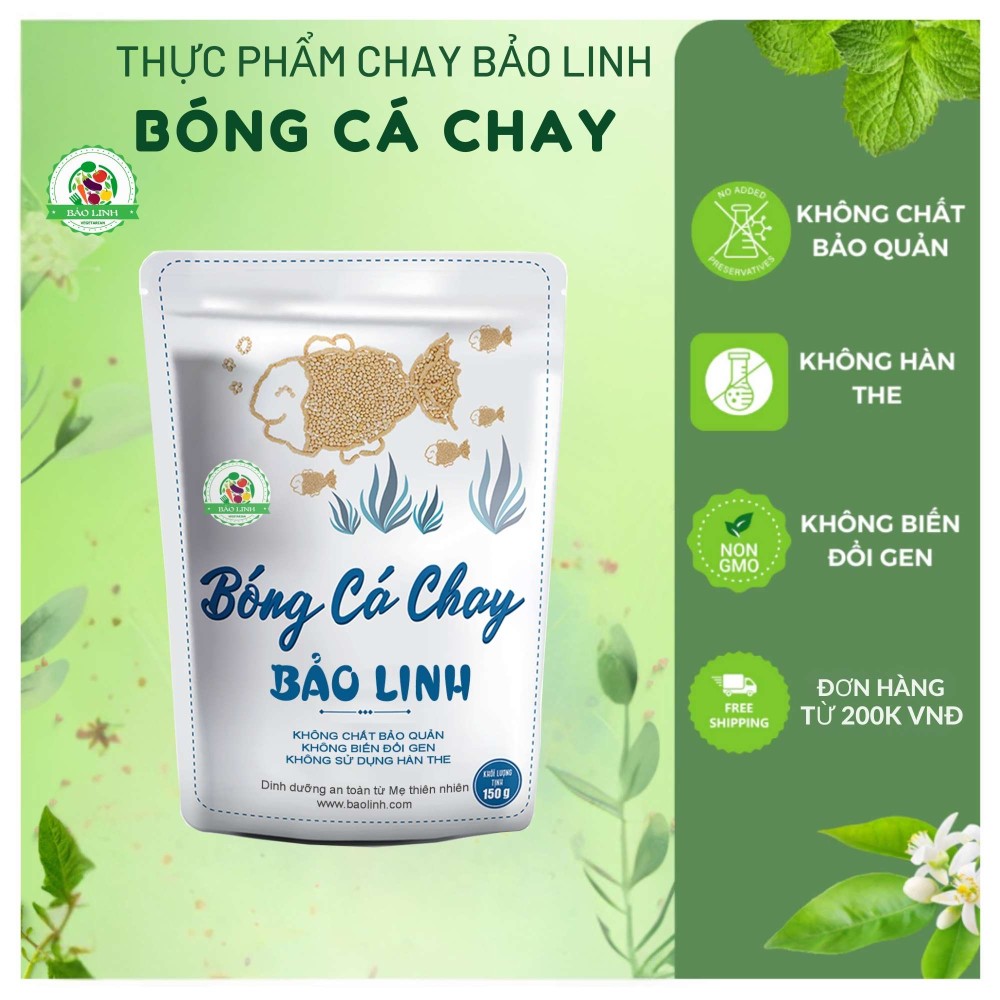 THỰC PHẨM CHAY BẢO LINH
BÓNG CÁ CHAY
BẢO LINH
VEGETARIAN
BẢO LINH
Bóng Cá Chay
BẢO LINH
KHÔNG CHẤT BẢO QUẢN
KHÔNG BIẾN ĐỔI GEN
KHÔNG SỬ DỤNG HÀN THE
Dinh dưỡng an toàn từ Mẹ thiên nhiên
www.baolinh.com
KHỐI LƯỢNG
TỊNH
150 g
NO ADDED
PRESERVATIVES
KHÔNG CHẤT
BẢO QUẢN
KHÔNG HÀN
THE
NON
GMO
KHÔNG BIẾN
ĐỔI GEN
FREE
SHIPPING
ĐƠN HÀNG
TỪ 200K VNĐ